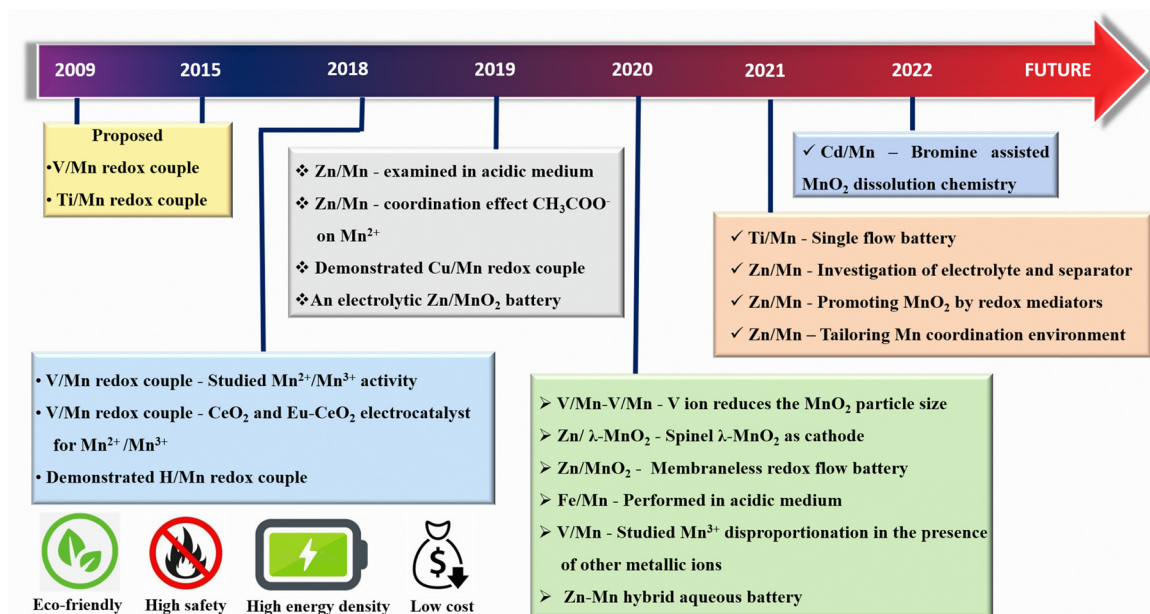 2009 2015 2018 2019 2020 2021 2022 FUTURE
Proposed
•V/Mn redox couple
• Ti/Mn redox couple
❖ Zn/Mn - examined in acidic medium
❖ Zn/Mn - coordination effect CH₃COO⁻
on Mn²⁺
❖ Demonstrated Cu/Mn redox couple
❖An electrolytic Zn/MnO₂ battery
✓ Cd/Mn – Bromine assisted
MnO₂ dissolution chemistry
✓ Ti/Mn - Single flow battery
✓ Zn/Mn - Investigation of electrolyte and separator
✓ Zn/Mn - Promoting MnO₂ by redox mediators
✓ Zn/Mn – Tailoring Mn coordination environment
• V/Mn redox couple - Studied Mn²⁺/Mn³⁺ activity
• V/Mn redox couple - CeO₂ and Eu-CeO₂ electrocatalyst
for Mn²⁺ /Mn³⁺
• Demonstrated H/Mn redox couple
➢ V/Mn-V/Mn - V ion reduces the MnO₂ particle size
➢ Zn/ λ-MnO₂ - Spinel λ-MnO₂ as cathode
➢ Zn/MnO₂ - Membraneless redox flow battery
➢ Fe/Mn - Performed in acidic medium
➢ V/Mn - Studied Mn³⁺ disproportionation in the presence
of other metallic ions
➢ Zn-Mn hybrid aqueous battery
$
Eco-friendly High safety High energy density Low cost